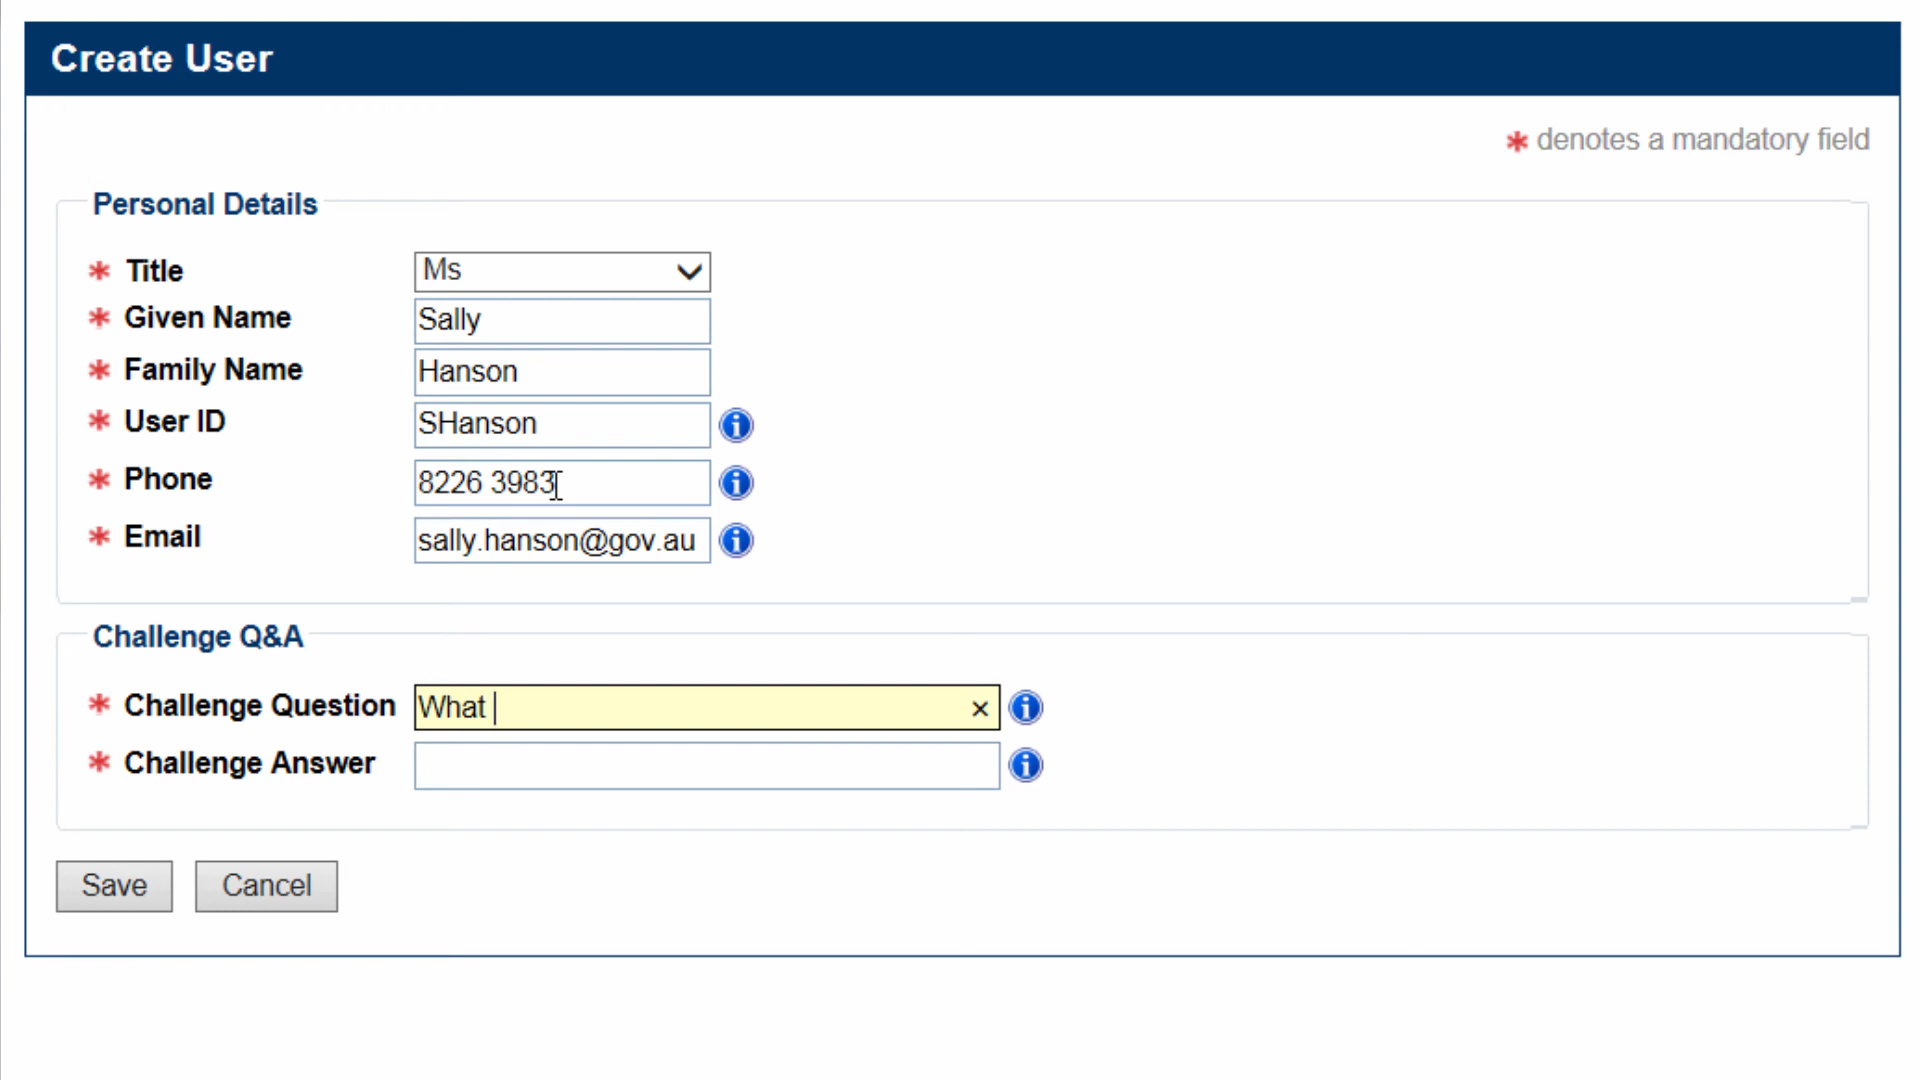 Create User
* denotes a mandatory field
Personal Details
* Title Ms
* Given Name Sally
* Family Name Hanson
* User ID SHanson
* Phone 8226 3983
* Email sally.hanson@gov.au
Challenge Q&A
* Challenge Question What
* Challenge Answer
Save Cancel